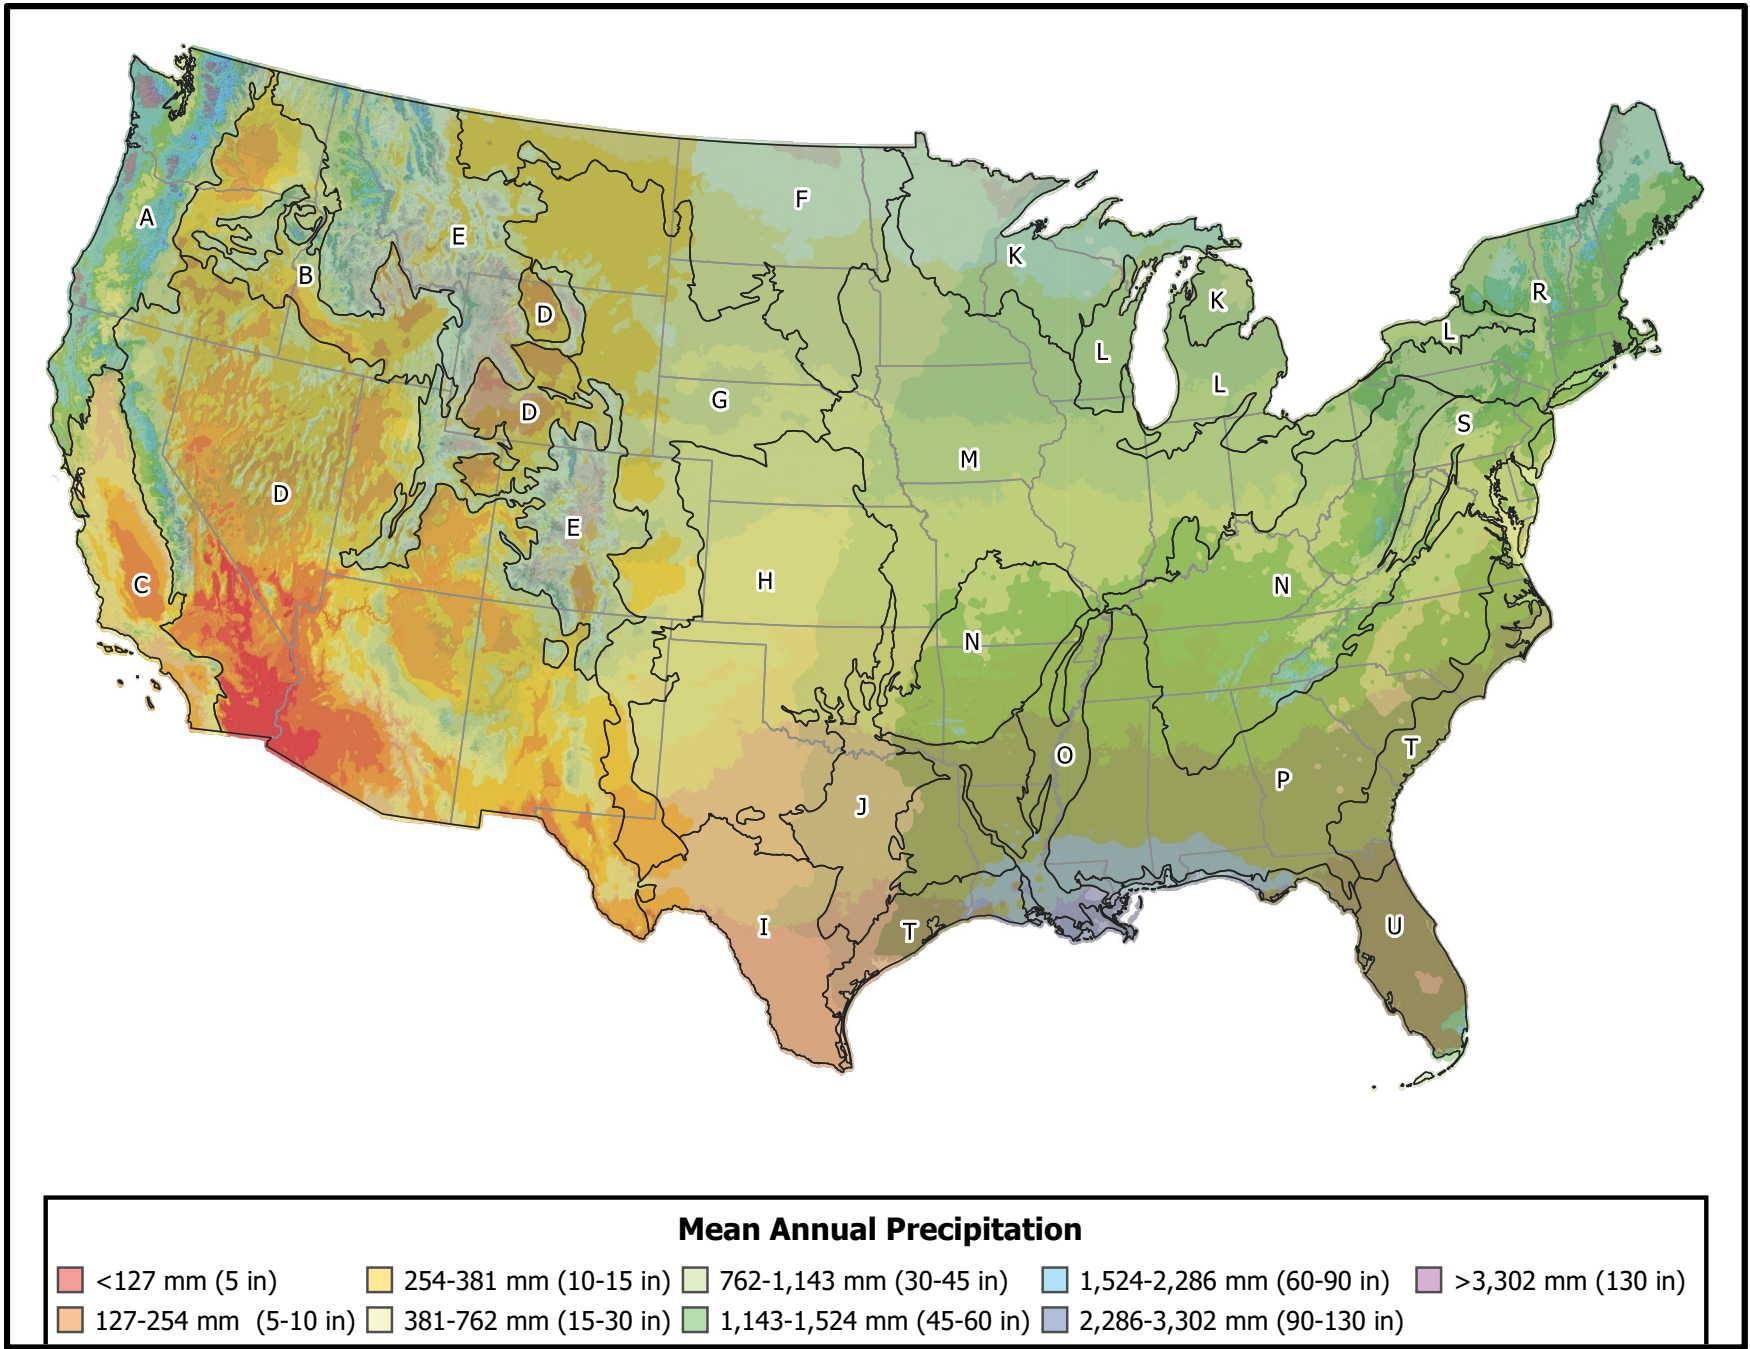 F
A
E
K
B
R
K
D
L
L
L
G
D
S
M
D
E
C
H
N
N
T
O
P
J
U
I
T
Mean Annual Precipitation
<127 mm (5 in) 254-381 mm (10-15 in) 762-1,143 mm (30-45 in) 1,524-2,286 mm (60-90 in) >3,302 mm (130 in)
127-254 mm (5-10 in) 381-762 mm (15-30 in) 1,143-1,524 mm (45-60 in) 2,286-3,302 mm (90-130 in)